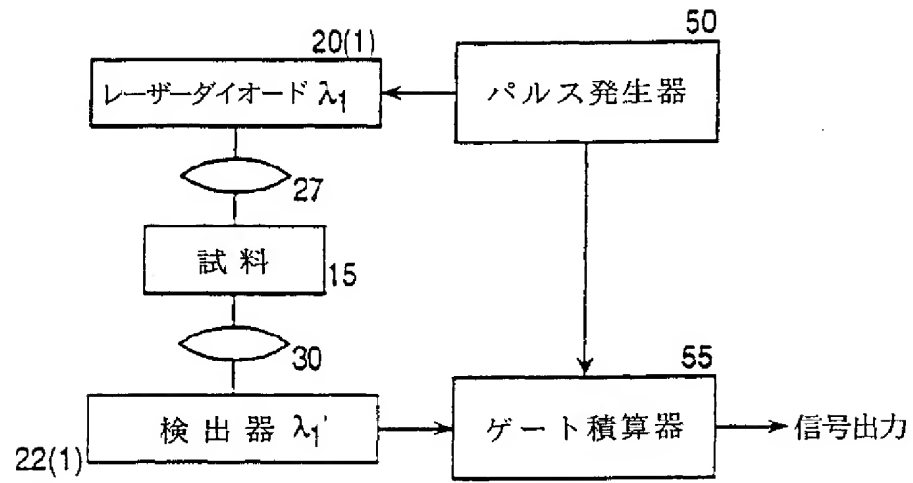 20(1)
50
レーザーダイオード λ1
パルス発生器
27
試料
15
30
55
検出器 λ1'
ゲート積算器
信号出力
22(1)